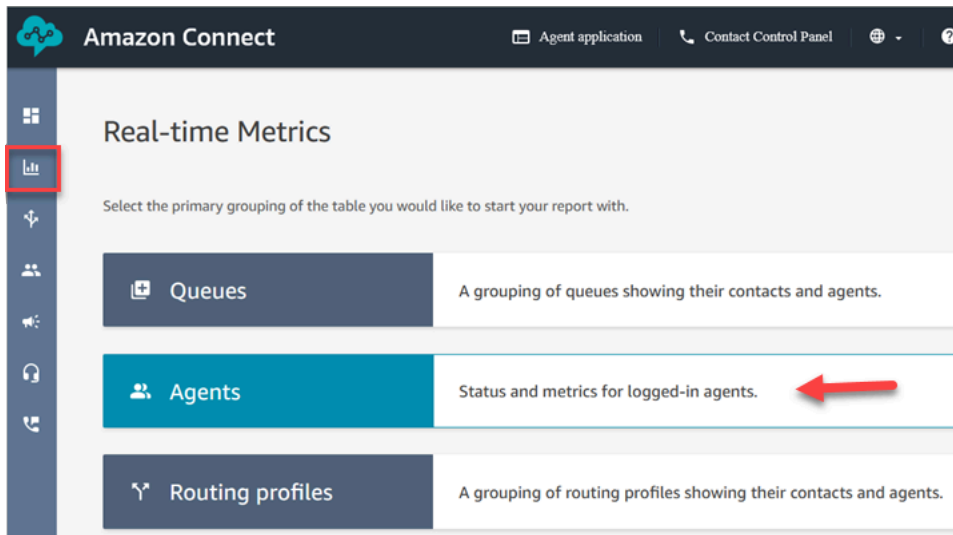 Amazon Connect
Agent application
Contact Control Panel
Real-time Metrics
Select the primary grouping of the table you would like to start your report with.
Queues
A grouping of queues showing their contacts and agents.
Agents
Status and metrics for logged-in agents.
Routing profiles
A grouping of routing profiles showing their contacts and agents.